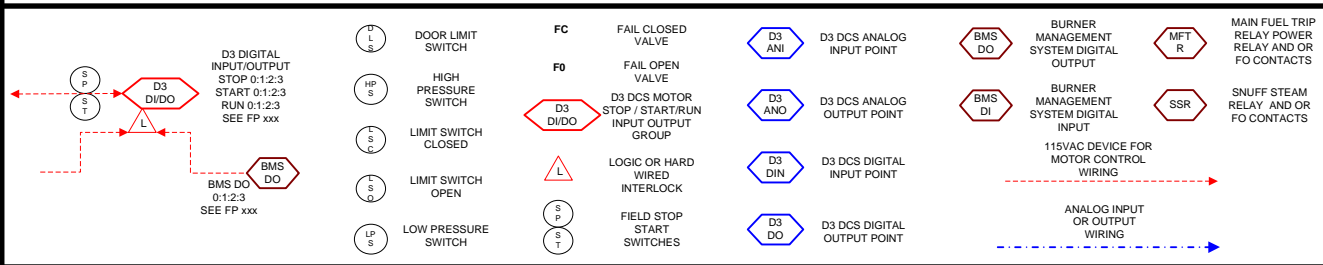 D3 DIGITAL
INPUT/OUTPUT
STOP 0:1:2:3
START 0:1:2:3
RUN 0:1:2:3
SEE FP xxx
S
P
S
T
D3
DI/DO
L
BMS
DO
BMS DO
0:1:2:3
SEE FP xxx
D
L
S
DOOR LIMIT
SWITCH
HP
S
HIGH
PRESSURE
SWITCH
L
S
C
LIMIT SWITCH
CLOSED
L
S
O
LIMIT SWITCH
OPEN
LP
S
LOW PRESSURE
SWITCH
FC
FAIL CLOSED
VALVE
F0
FAIL OPEN
VALVE
D3
DI/DO
D3 DCS MOTOR
STOP / START/RUN
INPUT OUTPUT
GROUP
L
LOGIC OR HARD
WIRED
INTERLOCK
S
P
S
T
FIELD STOP
START
SWITCHES
D3
ANI
D3 DCS ANALOG
INPUT POINT
D3
ANO
D3 DCS ANALOG
OUTPUT POINT
D3
DIN
D3 DCS DIGITAL
INPUT POINT
D3
DO
D3 DCS DIGITAL
OUTPUT POINT
BMS
DO
BURNER
MANAGEMENT
SYSTEM DIGITAL
OUTPUT
BMS
DI
BURNER
MANAGEMENT
SYSTEM DIGITAL
INPUT
115VAC DEVICE FOR
MOTOR CONTROL
WIRING
ANALOG INPUT
OR OUTPUT
WIRING
MFT
R
MAIN FUEL TRIP
RELAY POWER
RELAY AND OR
FO CONTACTS
SSR
SNUFF STEAM
RELAY AND OR
FO CONTACTS